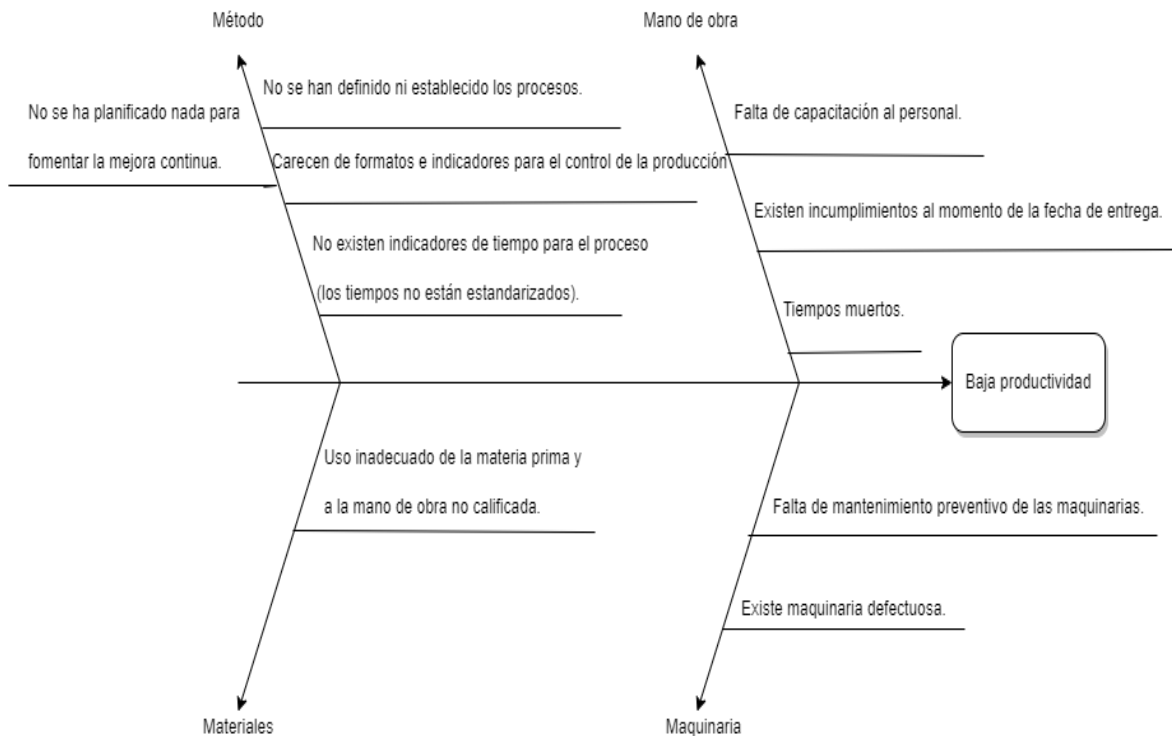 Método
Mano de obra
No se han definido ni establecido los procesos.
No se ha planificado nada para
fomentar la mejora continua.
Carecen de formatos e indicadores para el control de la producción
No existen indicadores de tiempo para el proceso
(los tiempos no están estandarizados).
Falta de capacitación al personal.
Existen incumplimientos al momento de la fecha de entrega.
Tiempos muertos.
Baja productividad
Uso inadecuado de la materia prima y
a la mano de obra no calificada.
Falta de mantenimiento preventivo de las maquinarias.
Existe maquinaria defectuosa.
Materiales
Maquinaria